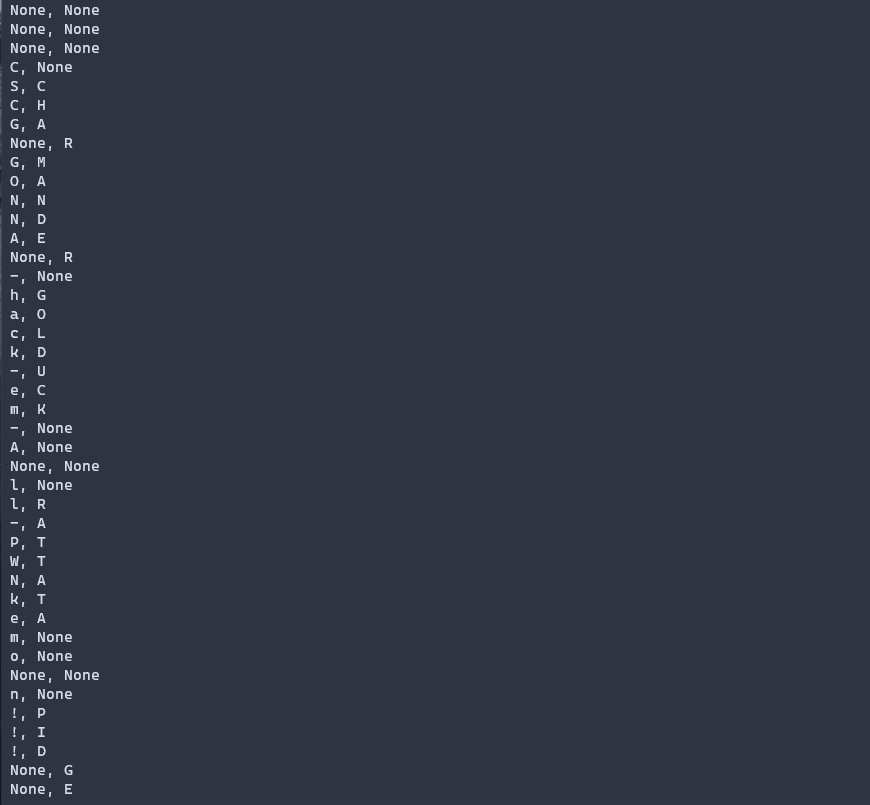 None, None
None, None
None, None
C, None
S, C
C, H
G, A
None, R
G, M
O, A
N, N
N, D
A, E
None, R
-, None
h, G
a, O
c, L
k, D
-, U
e, C
m, K
-, None
A, None
None, None
l, None
l, R
-, A
P, T
W, T
N, A
k, T
e, A
m, None
o, None
None, None
n, None
!, P
!, I
!, D
None, G
None, E